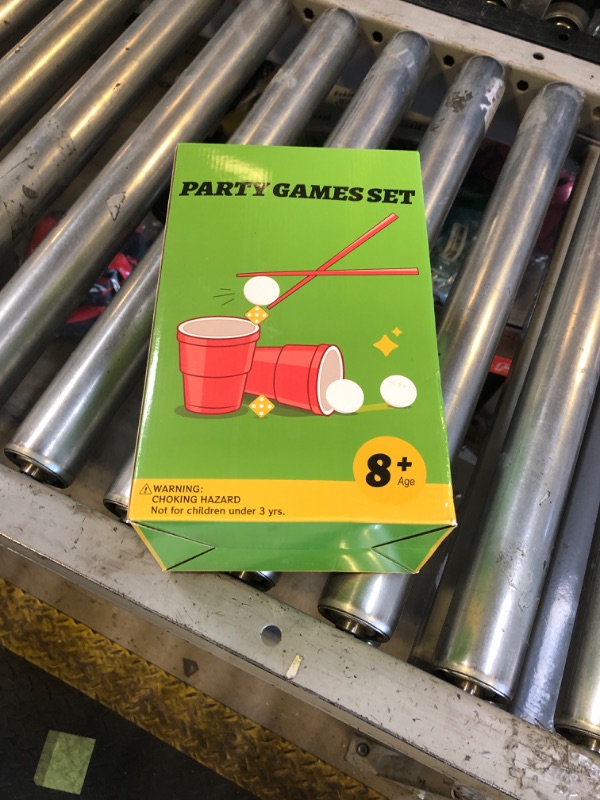 PARTY GAMES SET
8+
Age
WARNING:
CHOKING HAZARD
Not for children under 3 yrs.